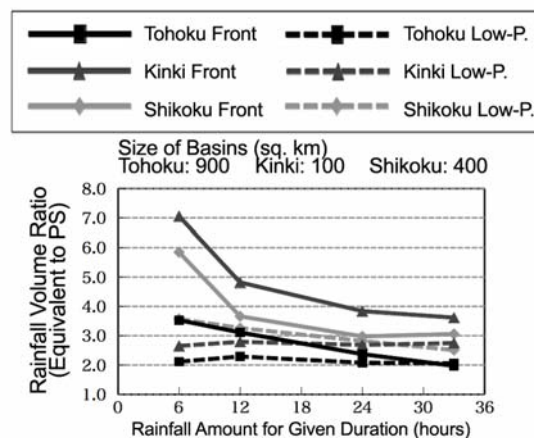 Tohoku Front Tohoku Low-P.
Kinki Front Kinki Low-P.
Shikoku Front Shikoku Low-P.
Size of Basins (sq. km)
Tohoku: 900 Kinki: 100 Shikoku: 400
Rainfall Volume Ratio
(Equivalent to PS)
8.0
7.0
6.0
5.0
4.0
3.0
2.0
1.0
0 6 12 18 24 30 36
Rainfall Amount for Given Duration (hours)